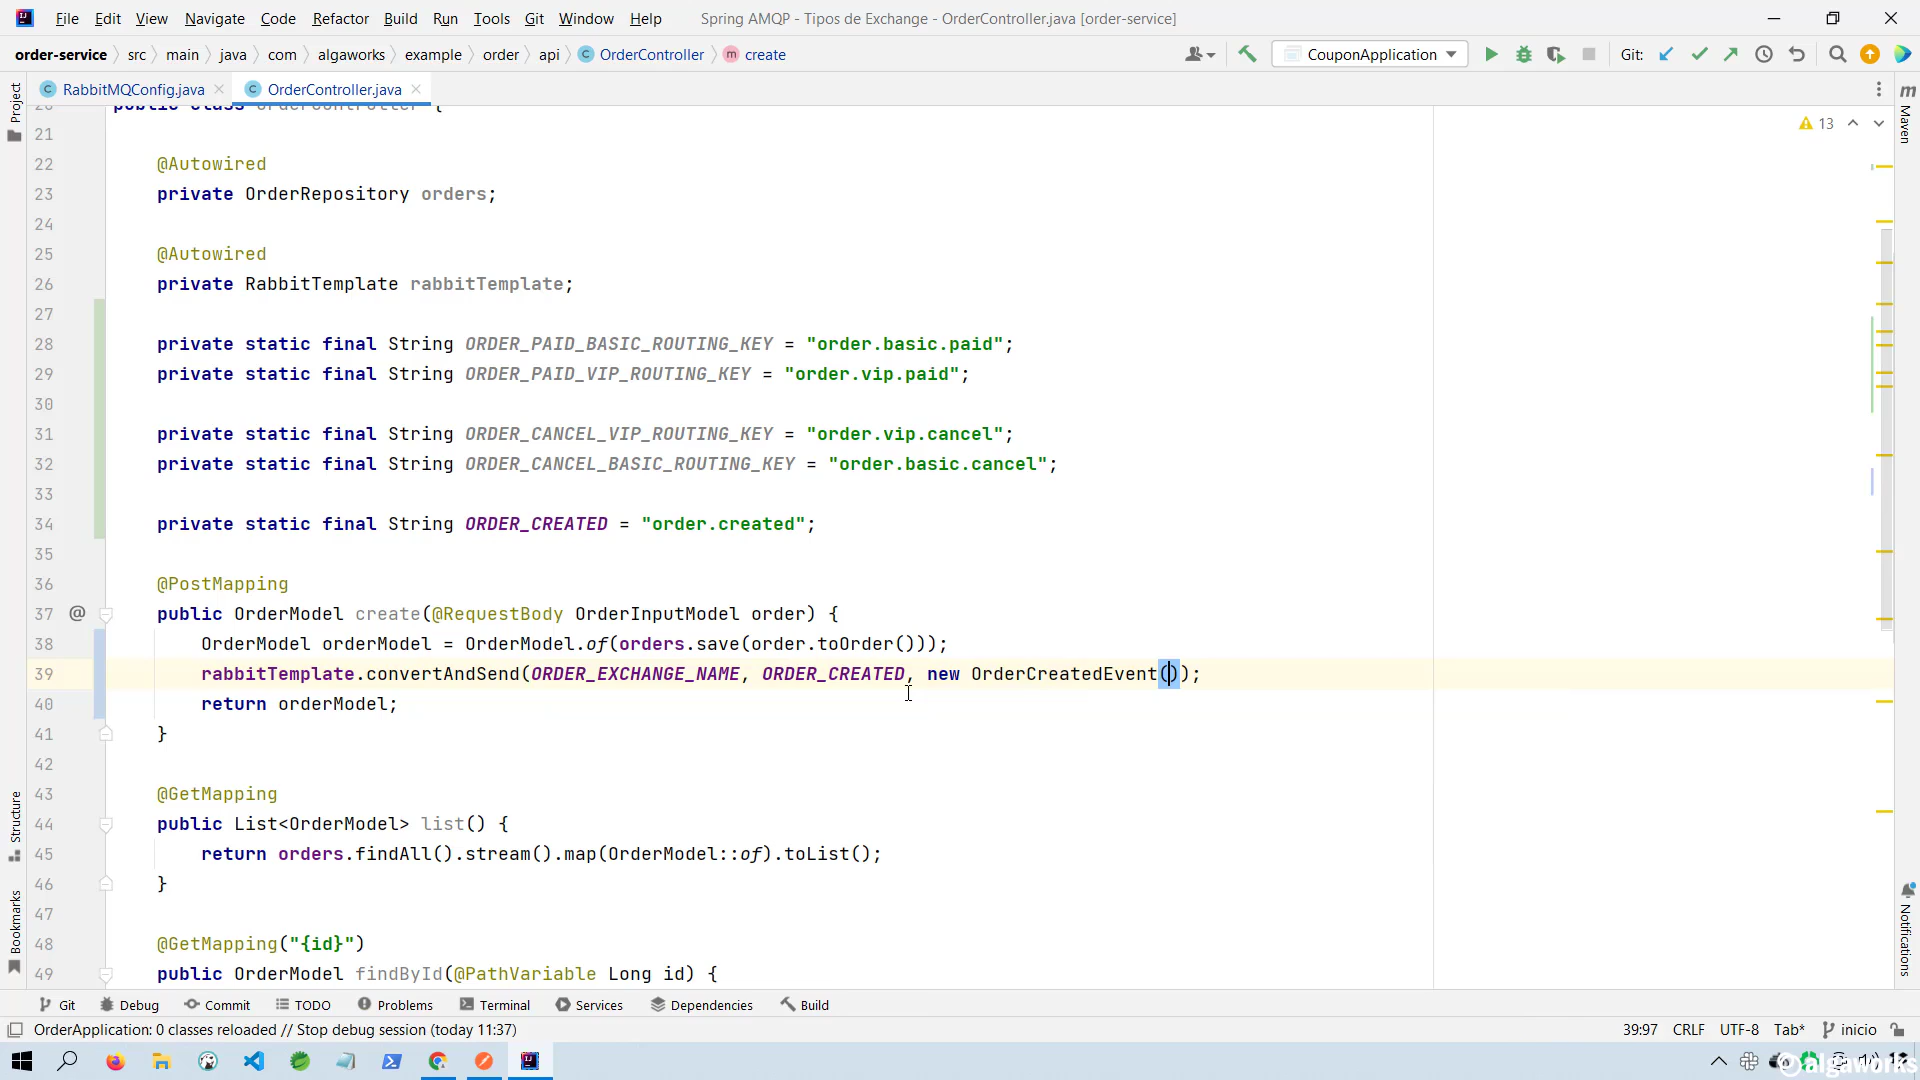 File Edit View Navigate Code Refactor Build Run Tools Git Window Help Spring AMQP - Tipos de Exchange - OrderController.java [order-service]
order-service src main java com algaworks example order api OrderController create CouponApplication Git:
RabbitMQConfig.java OrderController.java
Project
Maven
13
20 public class OrderController {
21
22 @Autowired
23 private OrderRepository orders;
24
25 @Autowired
26 private RabbitTemplate rabbitTemplate;
27
28 private static final String ORDER_PAID_BASIC_ROUTING_KEY = "order.basic.paid";
29 private static final String ORDER_PAID_VIP_ROUTING_KEY = "order.vip.paid";
30
31 private static final String ORDER_CANCEL_VIP_ROUTING_KEY = "order.vip.cancel";
32 private static final String ORDER_CANCEL_BASIC_ROUTING_KEY = "order.basic.cancel";
33
34 private static final String ORDER_CREATED = "order.created";
35
36 @PostMapping
37 @ public OrderModel create(@RequestBody OrderInputModel order) {
38 OrderModel orderModel = OrderModel.of(orders.save(order.toOrder()));
39 rabbitTemplate.convertAndSend(ORDER_EXCHANGE_NAME, ORDER_CREATED, new OrderCreatedEvent());
40 return orderModel;
41 }
42
43 @GetMapping
44 public List<OrderModel> list() {
45 return orders.findAll().stream().map(OrderModel::of).toList();
46 }
47
48 @GetMapping("{id}")
49 public OrderModel findById(@PathVariable Long id) {
Structure
Bookmarks
Notifications
Git Debug Commit TODO Problems Terminal Services Dependencies Build
OrderApplication: 0 classes reloaded // Stop debug session (today 11:37) 39:97 CRLF UTF-8 Tab* inicio
algaworks